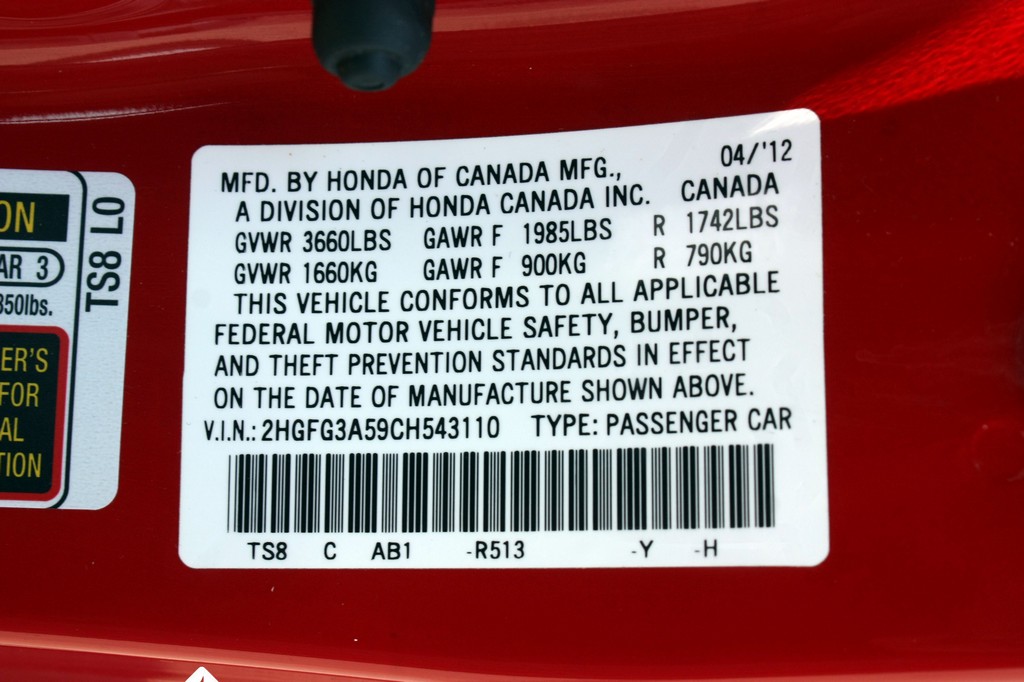 MFD. BY HONDA OF CANADA MFG., 04/'12
A DIVISION OF HONDA CANADA INC. CANADA
GVWR 3660LBS GAWR F 1985LBS R 1742LBS
GVWR 1660KG GAWR F 900KG R 790KG
THIS VEHICLE CONFORMS TO ALL APPLICABLE
FEDERAL MOTOR VEHICLE SAFETY, BUMPER,
AND THEFT PREVENTION STANDARDS IN EFFECT
ON THE DATE OF MANUFACTURE SHOWN ABOVE.
V.I.N.: 2HGFG3A59CH543110 TYPE: PASSENGER CAR
TS8 C AB1 -R513 -Y -H
ON
AR 3
850lbs.
ER'S
FOR
AL
TION
TS8 L0